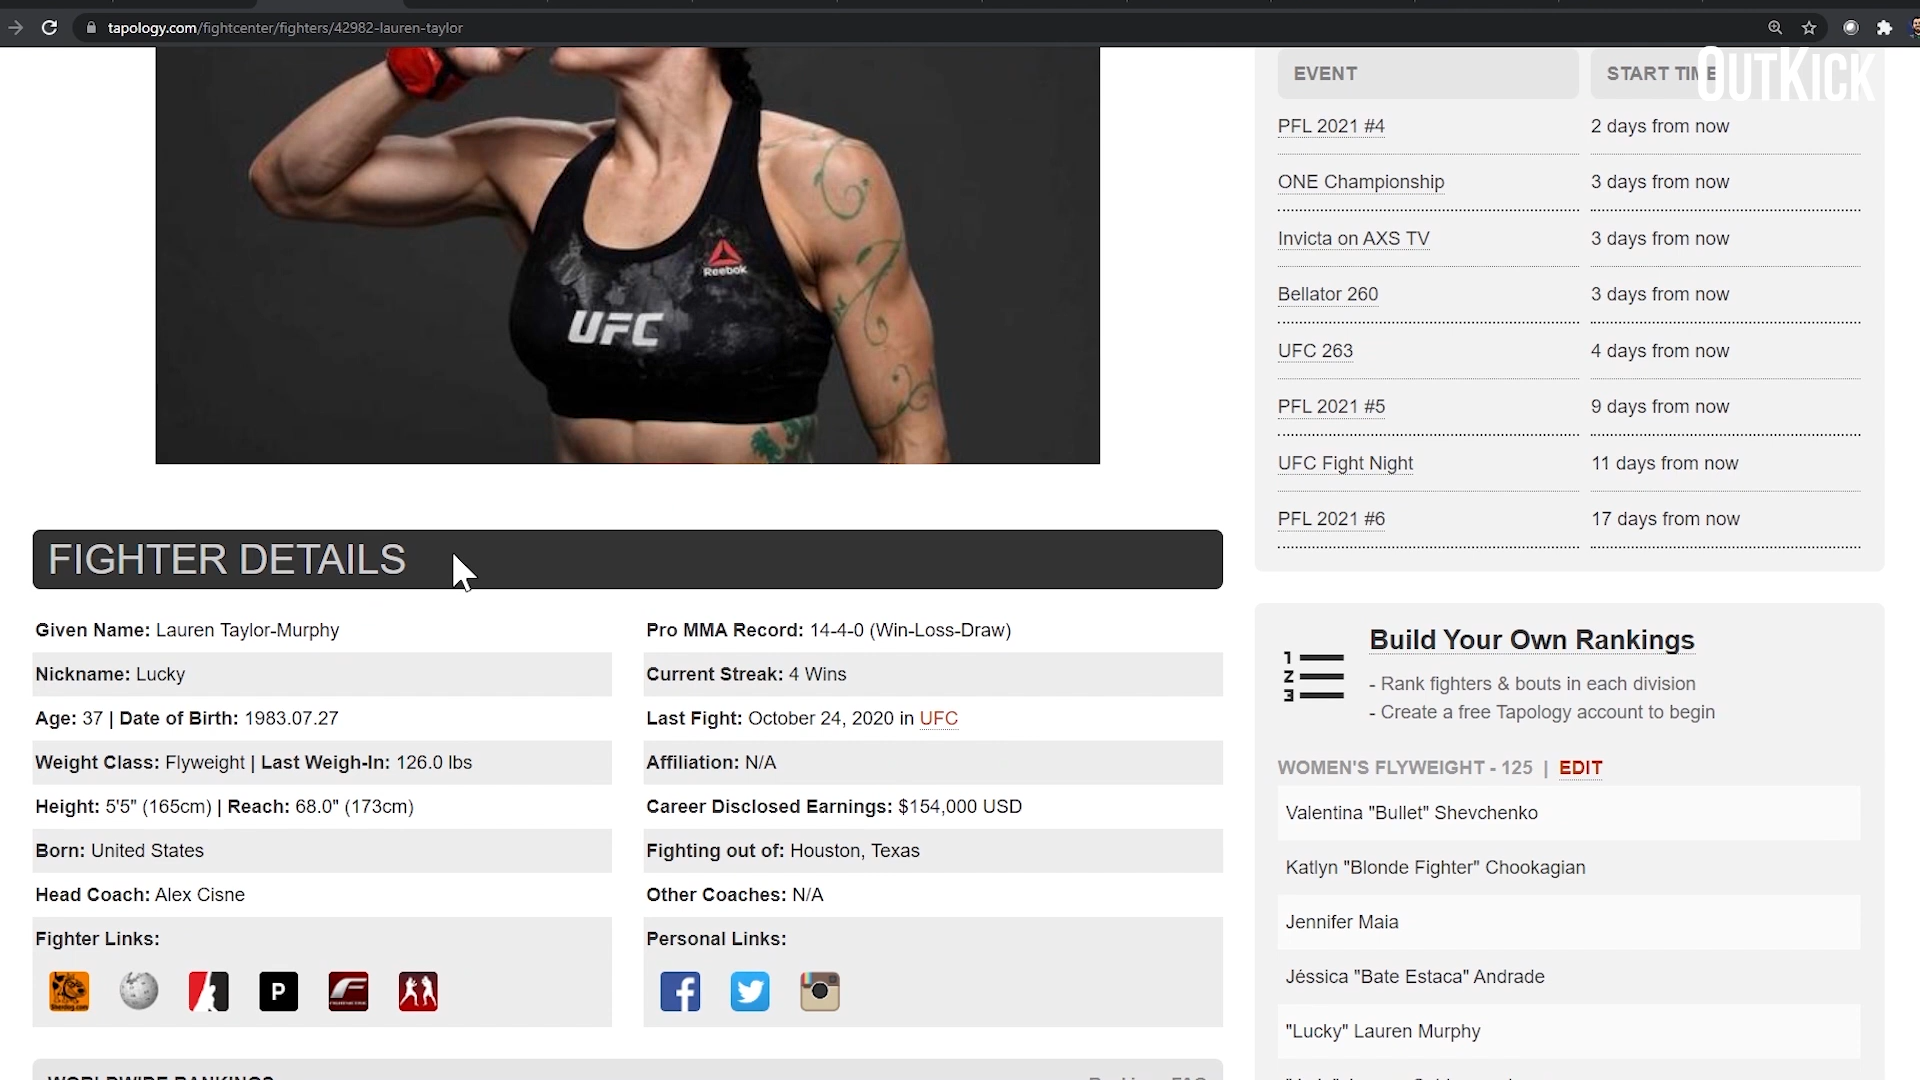 tapology.com/fightcenter/fighters/42982-lauren-taylor
OUTKICK
Reebok
UFC
EVENT START TIME
PFL 2021 #4 2 days from now
ONE Championship 3 days from now
Invicta on AXS TV 3 days from now
Bellator 260 3 days from now
UFC 263 4 days from now
PFL 2021 #5 9 days from now
UFC Fight Night 11 days from now
PFL 2021 #6 17 days from now
FIGHTER DETAILS
Given Name: Lauren Taylor-Murphy
Pro MMA Record: 14-4-0 (Win-Loss-Draw)
Nickname: Lucky
Current Streak: 4 Wins
Age: 37 | Date of Birth: 1983.07.27
Last Fight: October 24, 2020 in UFC
Weight Class: Flyweight | Last Weigh-In: 126.0 lbs
Affiliation: N/A
Height: 5'5" (165cm) | Reach: 68.0" (173cm)
Career Disclosed Earnings: $154,000 USD
Born: United States
Fighting out of: Houston, Texas
Head Coach: Alex Cisne
Other Coaches: N/A
Fighter Links:
Personal Links:
P
WORLDWIDE RANKINGS
1
2
3
Build Your Own Rankings
- Rank fighters & bouts in each division
- Create a free Tapology account to begin
WOMEN'S FLYWEIGHT - 125 | EDIT
Valentina "Bullet" Shevchenko
Katlyn "Blonde Fighter" Chookagian
Jennifer Maia
Jéssica "Bate Estaca" Andrade
"Lucky" Lauren Murphy